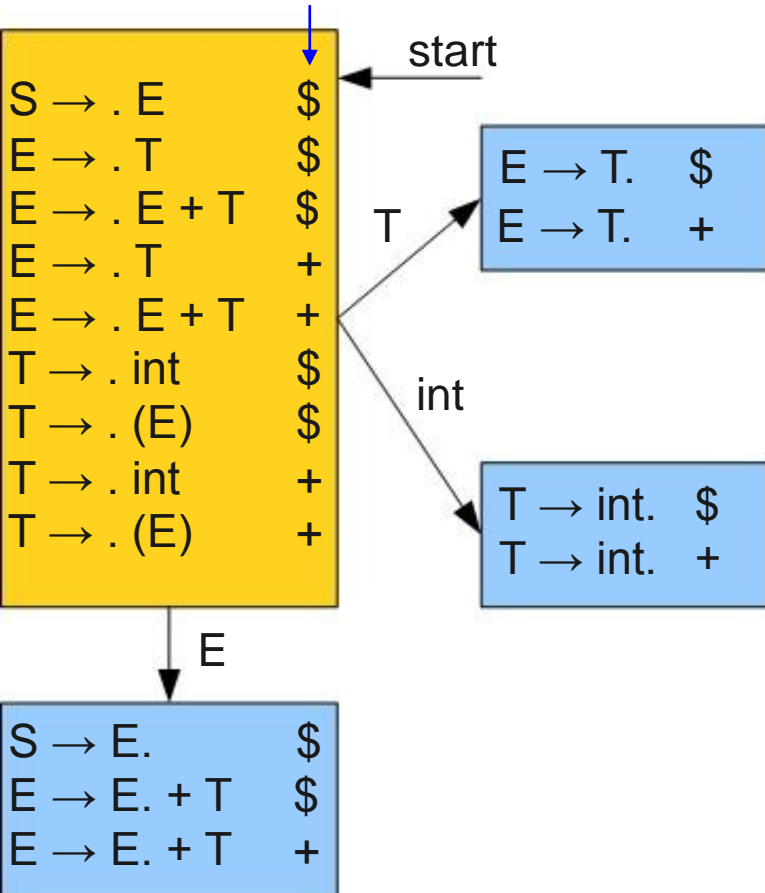 start
S → . E $
E → . T $
E → . E + T $
E → . T +
E → . E + T +
T → . int $
T → . (E) $
T → . int +
T → . (E) +
T
E → T. $
E → T. +
int
T → int. $
T → int. +
E
S → E. $
E → E. + T $
E → E. + T +